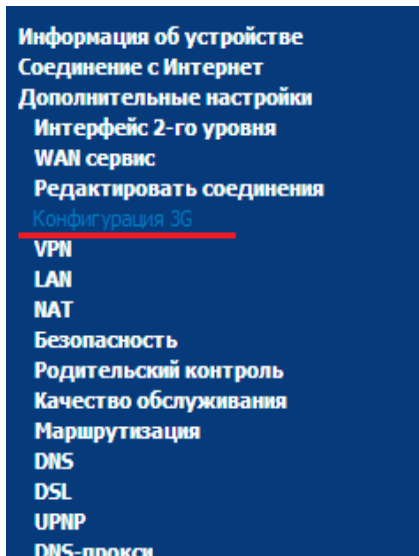 Информация об устройстве
Соединение с Интернет
Дополнительные настройки
Интерфейс 2-го уровня
WAN сервис
Редактировать соединения
Конфигурация 3G
VPN
LAN
NAT
Безопасность
Родительский контроль
Качество обслуживания
Маршрутизация
DNS
DSL
UPNP
DNS-прокси